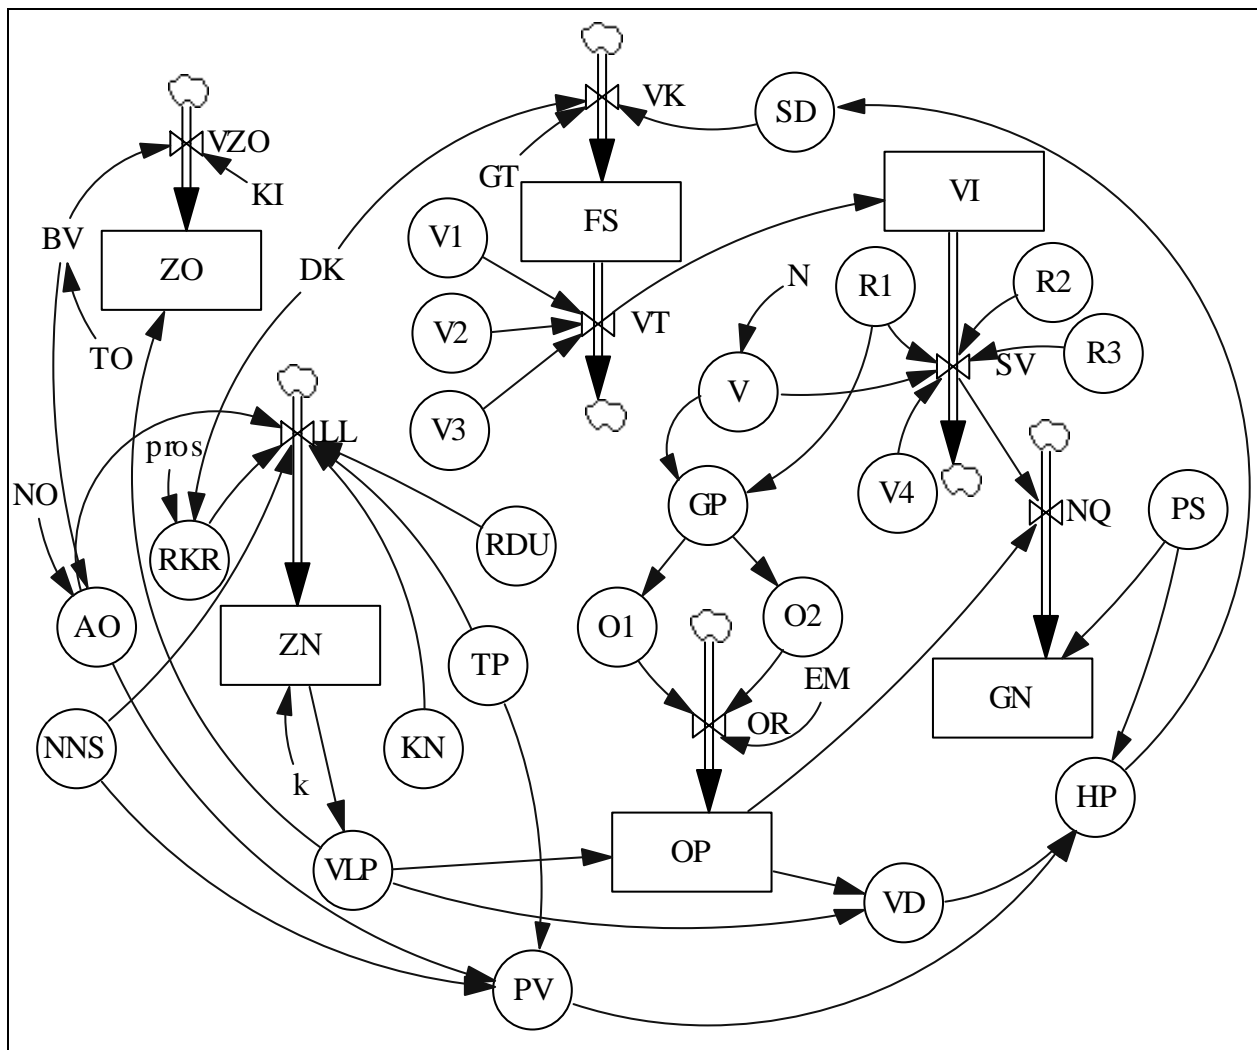 VK
SD
VZO
GT
KI
VI
FS
V1
BV
ZO
DK
N
R1
R2
V2
VT
TO
R3
SV
V
V3
LL
pros
NO
V4
GP
NQ
PS
RKR
RDU
AO
O1
O2
ZN
TP
EM
GN
NNS
KN
OR
k
HP
VLP
OP
VD
PV